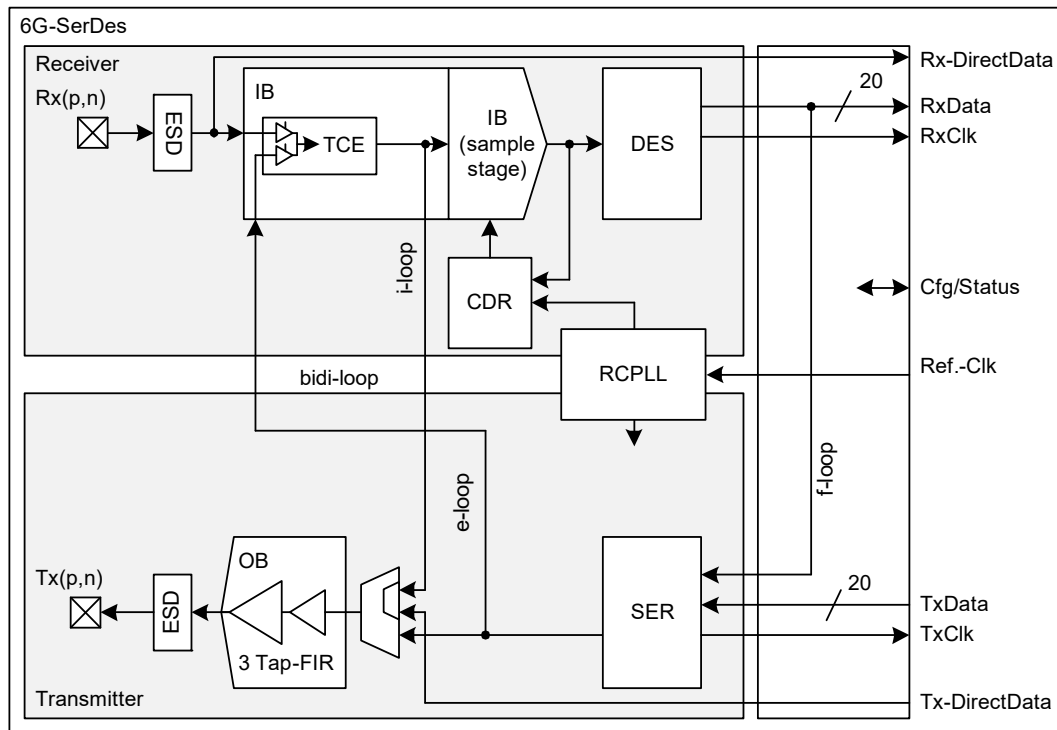 6G-SerDes
Receiver
Rx(p,n)
ESD
IB
TCE
IB
(sample
stage)
DES
CDR
i-loop
Rx-DirectData
20
RxData
RxClk
Cfg/Status
Ref.-Clk
RCPLL
bidi-loop
e-loop
f-loop
Tx(p,n)
ESD
OB
3 Tap-FIR
SER
20
TxData
TxClk
Tx-DirectData
Transmitter